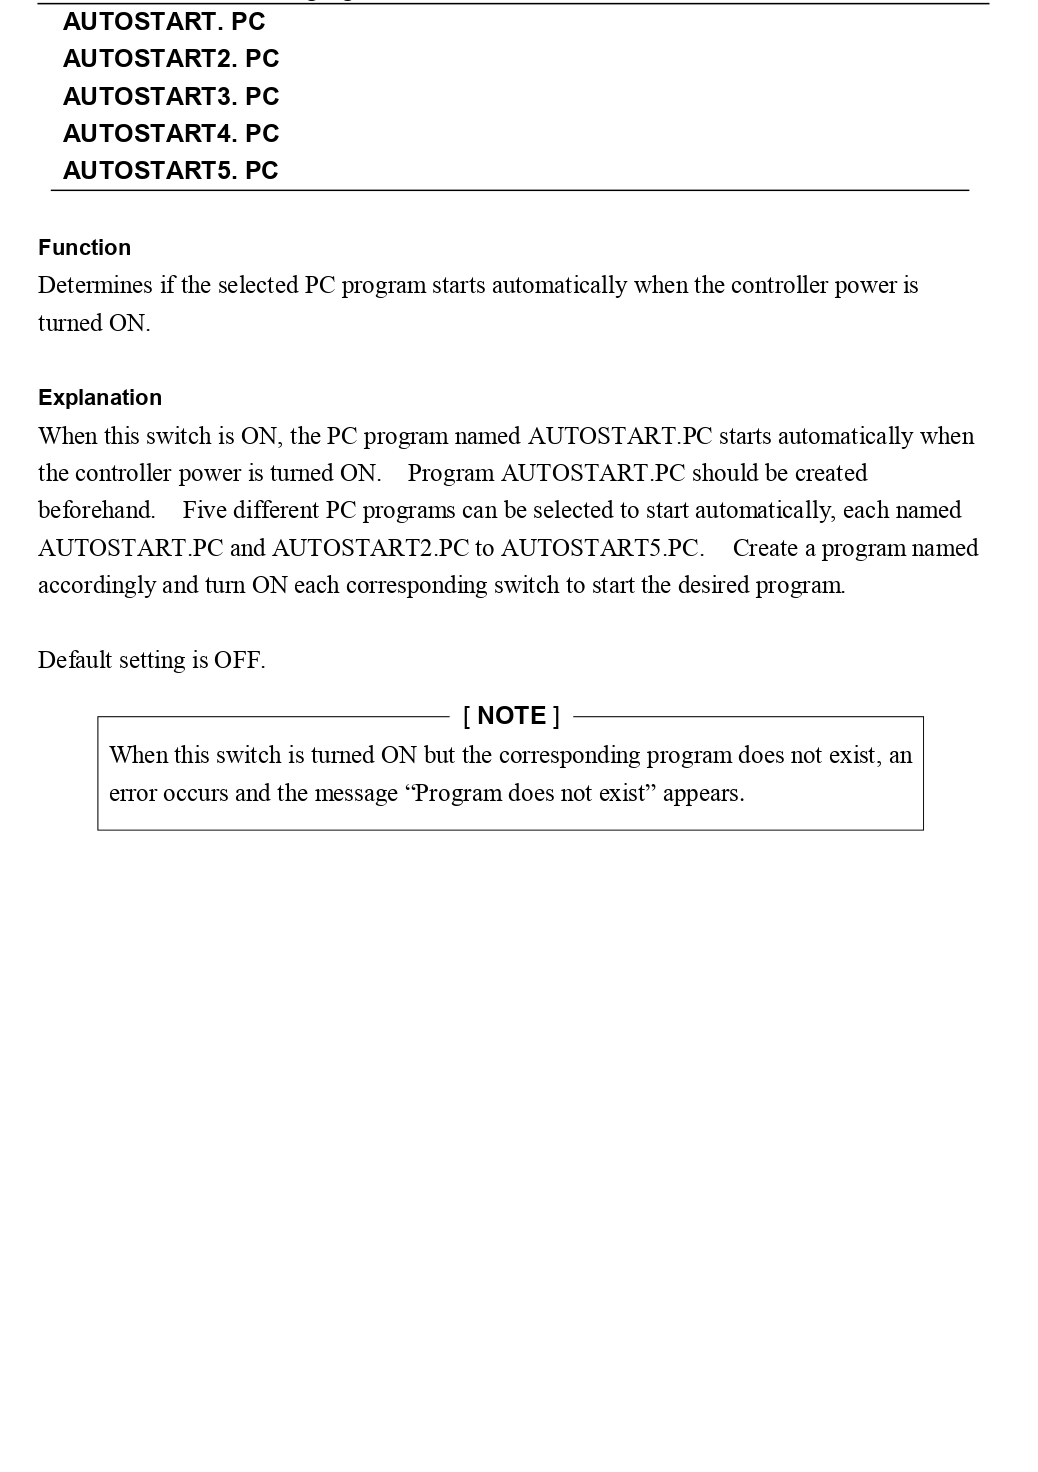 AUTOSTART. PC
AUTOSTART2. PC
AUTOSTART3. PC
AUTOSTART4. PC
AUTOSTART5. PC
Function
Determines if the selected PC program starts automatically when the controller power is
turned ON.
Explanation
When this switch is ON, the PC program named AUTOSTART.PC starts automatically when
the controller power is turned ON. Program AUTOSTART.PC should be created
beforehand. Five different PC programs can be selected to start automatically, each named
AUTOSTART.PC and AUTOSTART2.PC to AUTOSTART5.PC. Create a program named
accordingly and turn ON each corresponding switch to start the desired program.
Default setting is OFF.
[ NOTE ]
When this switch is turned ON but the corresponding program does not exist, an
error occurs and the message “Program does not exist” appears.